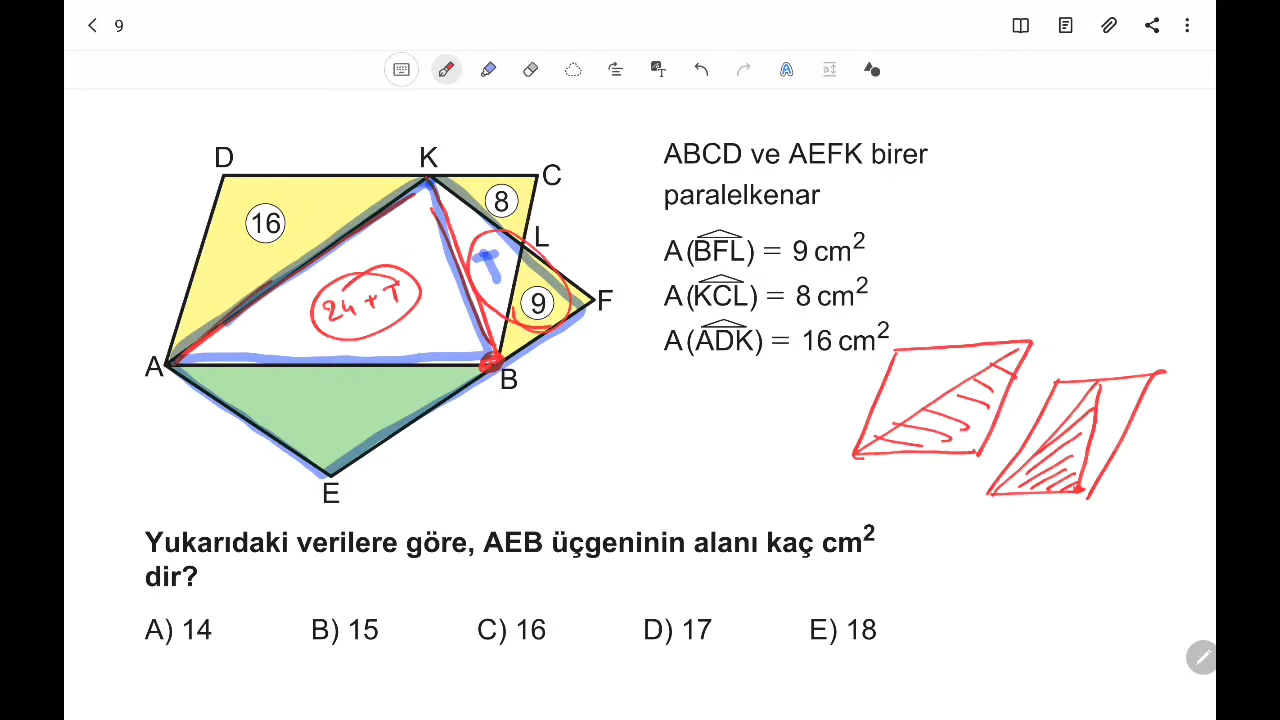 9
D K C
16 8
ABCD ve AEFK birer
paralelkenar
L
T
A(BFL) = 9 cm²
24 + T 9 F
A(KCL) = 8 cm²
A(ADK) = 16 cm²
A B
E
Yukarıdaki verilere göre, AEB üçgeninin alanı kaç cm²
dir?
A) 14 B) 15 C) 16 D) 17 E) 18